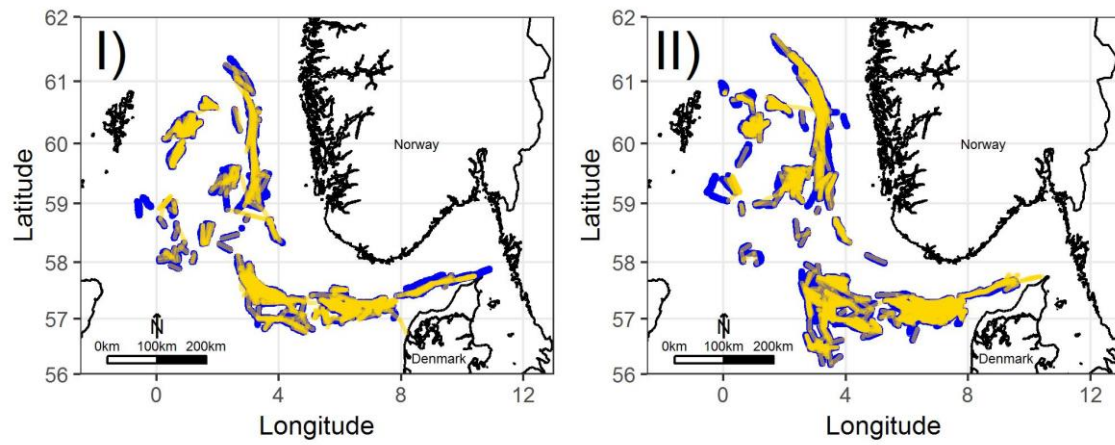 I)
62
61
60
59
58
57
56
Latitude
Norway
Denmark
N
0km 100km 200km
0 4 8 12
Longitude
II)
62
61
60
59
58
57
56
Latitude
Norway
Denmark
N
0km 100km 200km
0 4 8 12
Longitude